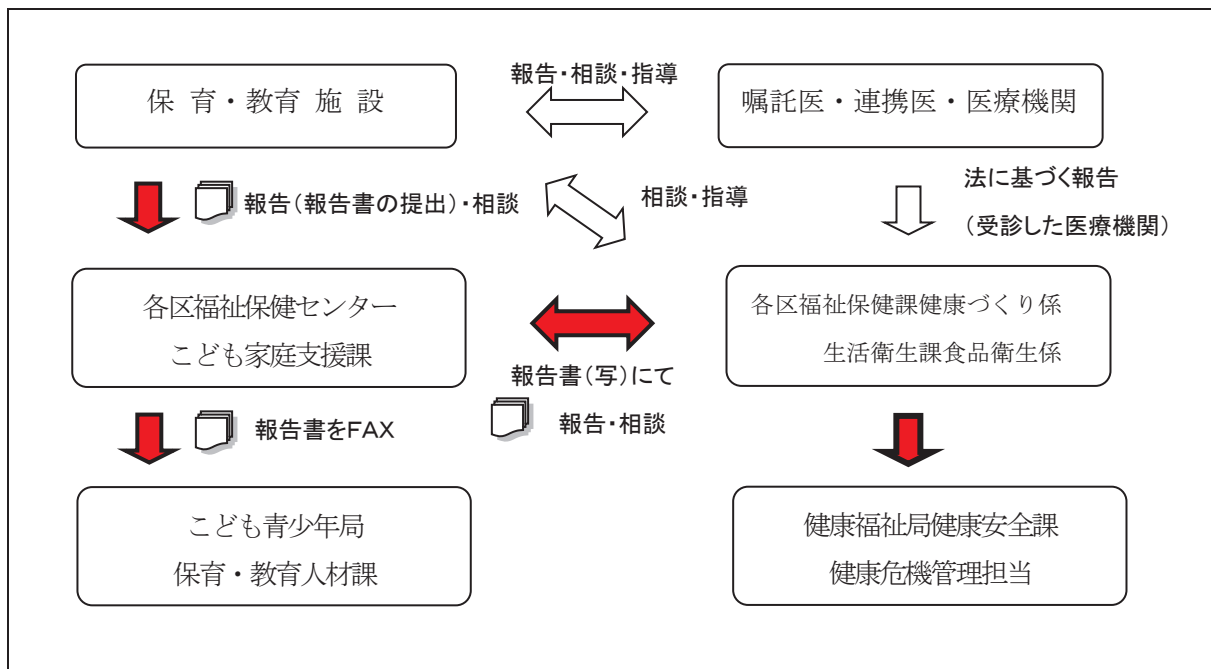 保 育・教育 施設
報告・相談・指導
嘱託医・連携医・医療機関
報告（報告書の提出）・相談
相談・指導
法に基づく報告
（受診した医療機関）
各区福祉保健センター
こども家庭支援課
各区福祉保健課健康づくり係
生活衛生課食品衛生係
報告書（写）にて
報告・相談
報告書をFAX
こども青少年局
保育・教育人材課
健康福祉局健康安全課
健康危機管理担当